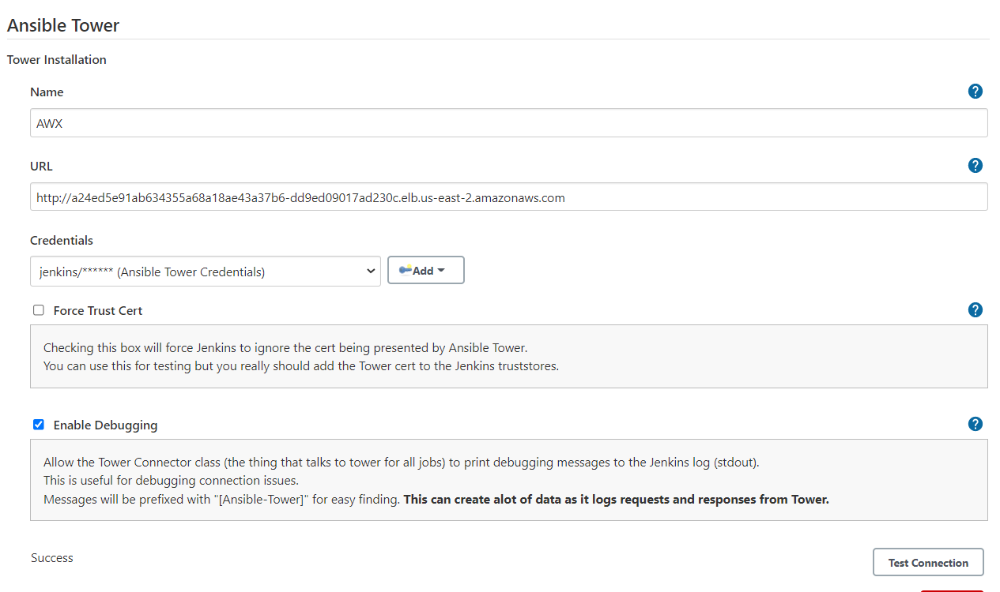 Ansible Tower
Tower Installation
Name
?
AWX
URL
?
http://a24ed5e91ab634355a68a18ae43a37b6-dd9ed09017ad230c.elb.us-east-2.amazonaws.com
Credentials
jenkins/****** (Ansible Tower Credentials)
Add
Force Trust Cert
?
Checking this box will force Jenkins to ignore the cert being presented by Ansible Tower.
You can use this for testing but you really should add the Tower cert to the Jenkins truststores.
Enable Debugging
?
Allow the Tower Connector class (the thing that talks to tower for all jobs) to print debugging messages to the Jenkins log (stdout).
This is useful for debugging connection issues.
Messages will be prefixed with "[Ansible-Tower]" for easy finding. This can create alot of data as it logs requests and responses from Tower.
Success
Test Connection